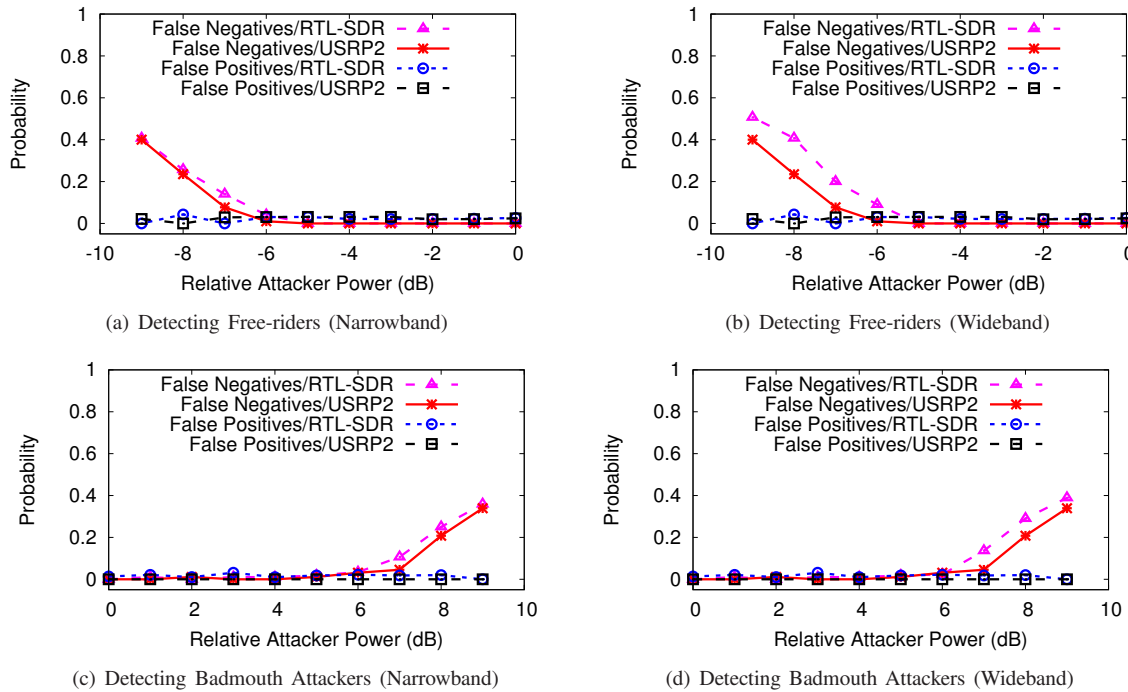 False Negatives/RTL-SDR
False Negatives/USRP2
False Positives/RTL-SDR
False Positives/USRP2
1
0.8
0.6
0.4
0.2
0
Probability
-10 -8 -6 -4 -2 0
Relative Attacker Power (dB)
(a) Detecting Free-riders (Narrowband)
False Negatives/RTL-SDR
False Negatives/USRP2
False Positives/RTL-SDR
False Positives/USRP2
1
0.8
0.6
0.4
0.2
0
Probability
-10 -8 -6 -4 -2 0
Relative Attacker Power (dB)
(b) Detecting Free-riders (Wideband)
False Negatives/RTL-SDR
False Negatives/USRP2
False Positives/RTL-SDR
False Positives/USRP2
1
0.8
0.6
0.4
0.2
0
Probability
0 2 4 6 8 10
Relative Attacker Power (dB)
(c) Detecting Badmouth Attackers (Narrowband)
False Negatives/RTL-SDR
False Negatives/USRP2
False Positives/RTL-SDR
False Positives/USRP2
1
0.8
0.6
0.4
0.2
0
Probability
0 2 4 6 8 10
Relative Attacker Power (dB)
(d) Detecting Badmouth Attackers (Wideband)